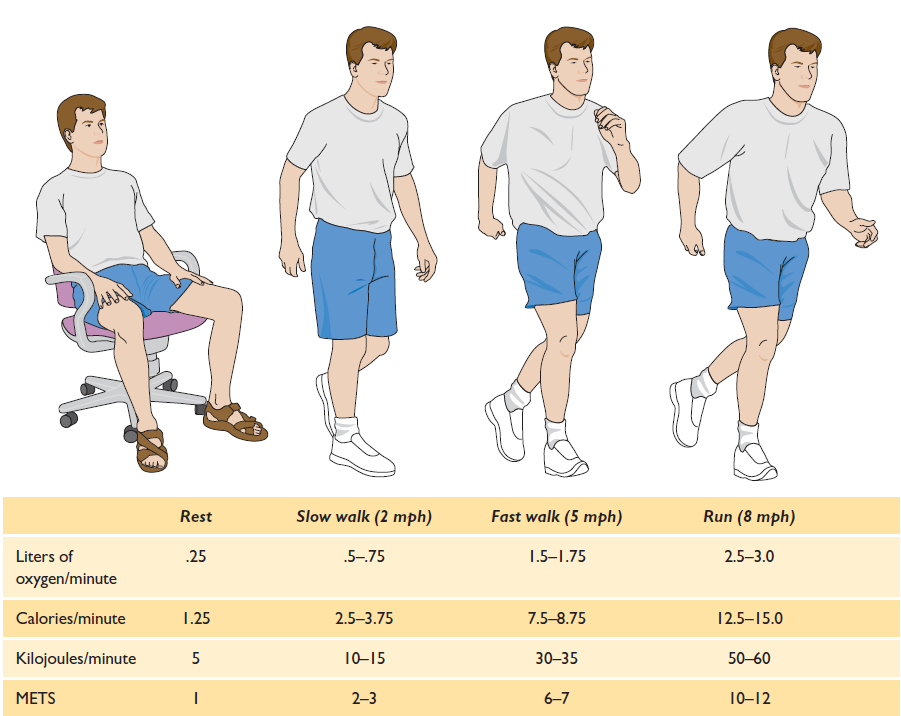 Rest Slow walk (2 mph) Fast walk (5 mph) Run (8 mph)
Liters of
oxygen/minute .25 .5–.75 1.5–1.75 2.5–3.0
Calories/minute 1.25 2.5–3.75 7.5–8.75 12.5–15.0
Kilojoules/minute 5 10–15 30–35 50–60
METS 1 2–3 6–7 10–12